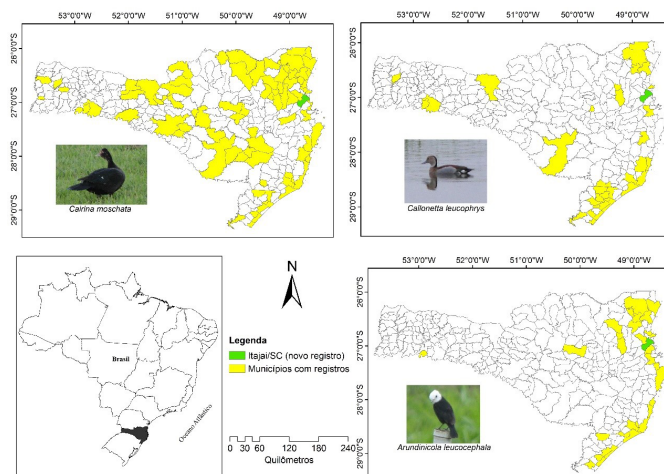 53°0'0"W 52°0'0"W 51°0'0"W 50°0'0"W 49°0'0"W
26°0'0"S
27°0'0"S
28°0'0"S
29°0'0"S
Cairina moschata
53°0'0"W 52°0'0"W 51°0'0"W 50°0'0"W 49°0'0"W
26°0'0"S
27°0'0"S
28°0'0"S
29°0'0"S
Callonetta leucophrys
Brasil
Oceano Atlântico
N
Legenda
Itajaí/SC (novo registro)
Municípios com registros
0 30 60 120 180 240
Quilômetros
53°0'0"W 52°0'0"W 51°0'0"W 50°0'0"W 49°0'0"W
26°0'0"S
27°0'0"S
28°0'0"S
29°0'0"S
Arundinicola leucocephala